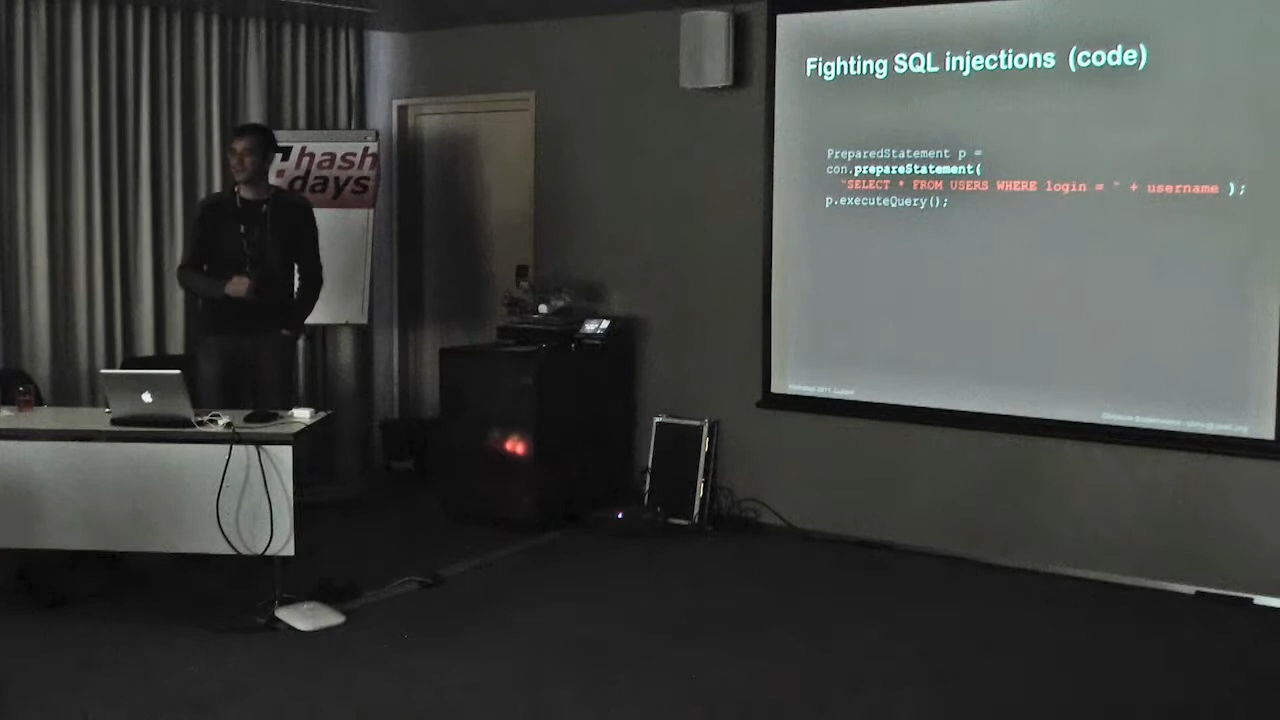 hash
days
Fighting SQL injections (code)
PreparedStatement p =
con.prepareStatement(
"SELECT * FROM USERS WHERE login = " + username );
p.executeQuery();